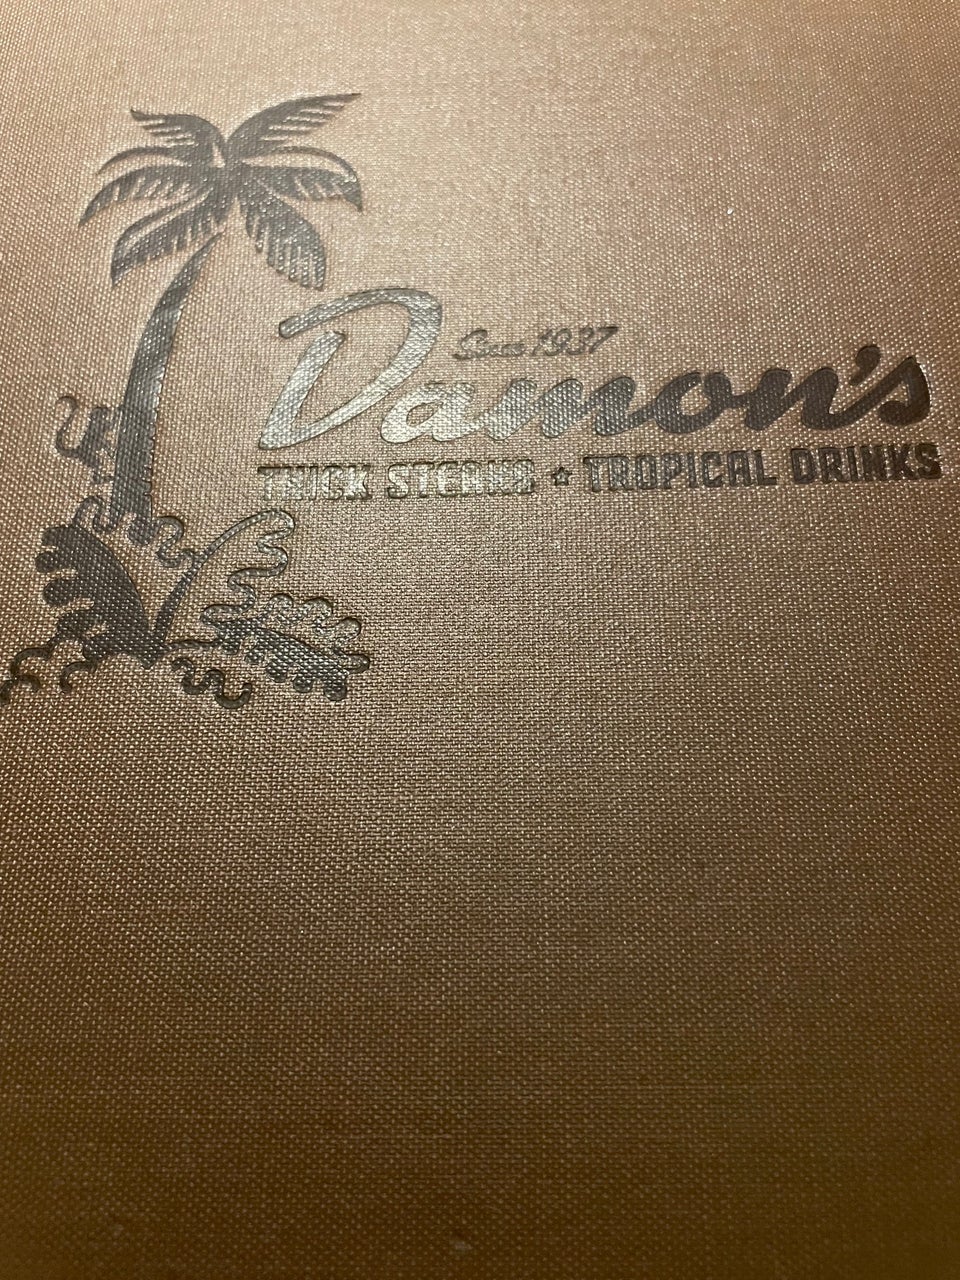 Since 1937
Damon's
THICK STEAKS ★ TROPICAL DRINKS